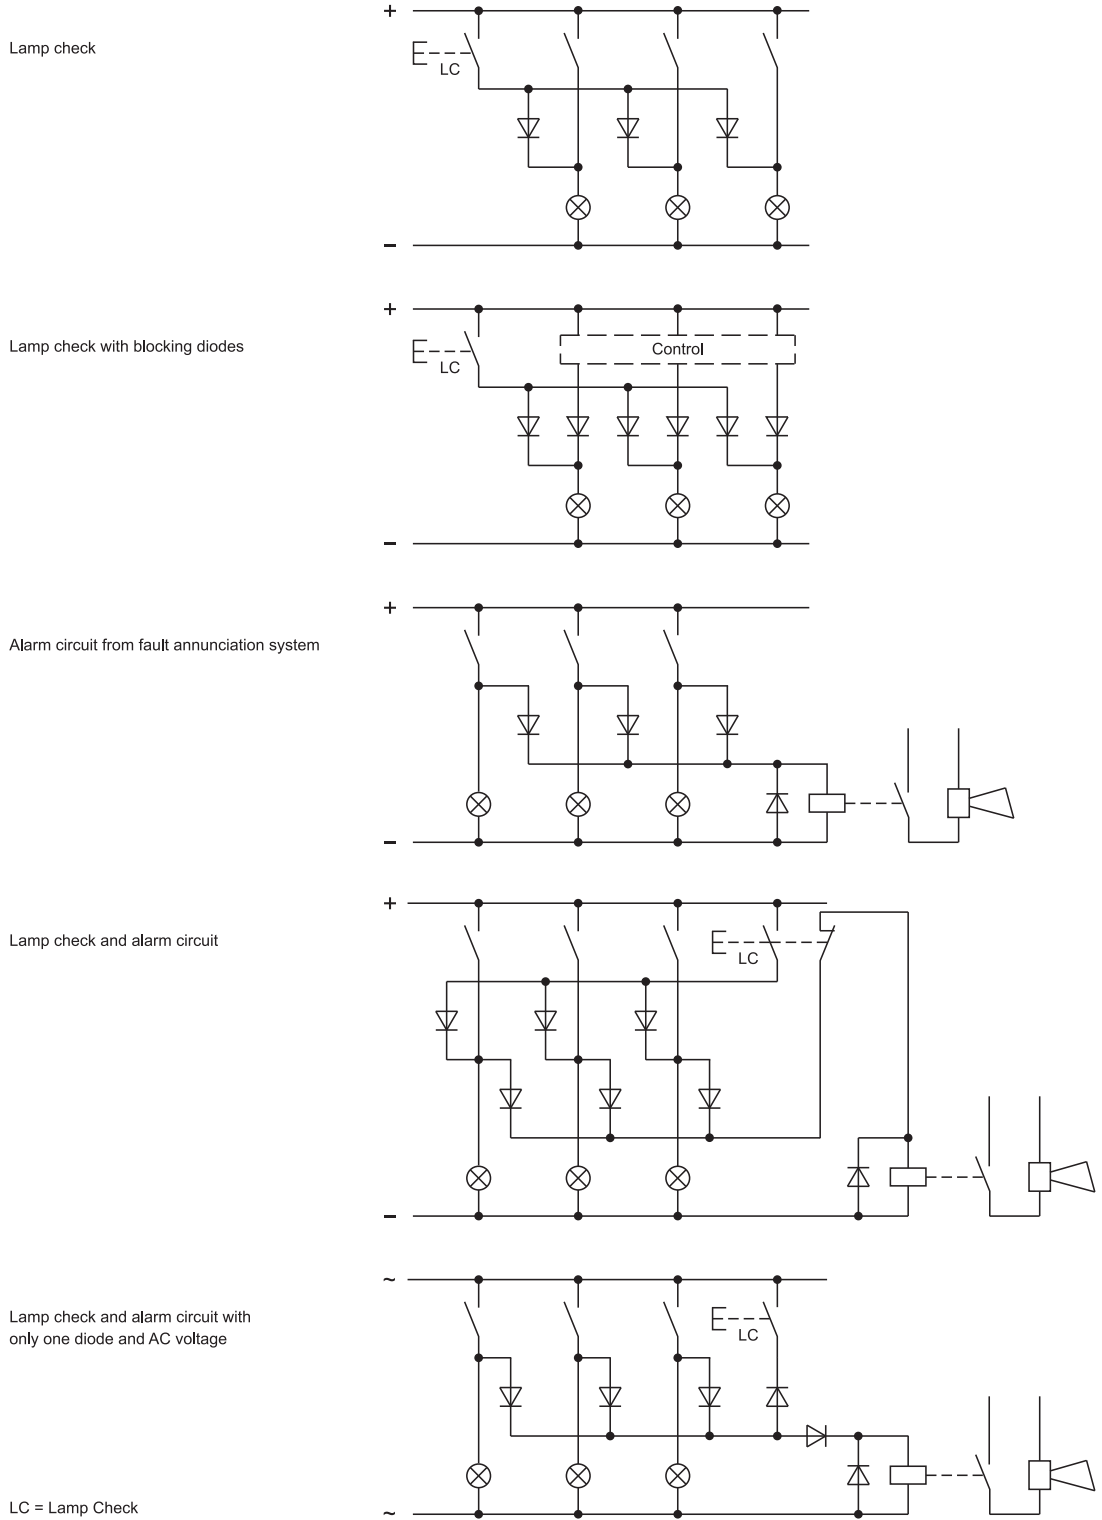 +
Lamp check
LC
−
+
Lamp check with blocking diodes
Control
LC
−
+
Alarm circuit from fault annunciation system
−
+
Lamp check and alarm circuit
LC
−
~
Lamp check and alarm circuit with
only one diode and AC voltage
LC
LC = Lamp Check
~